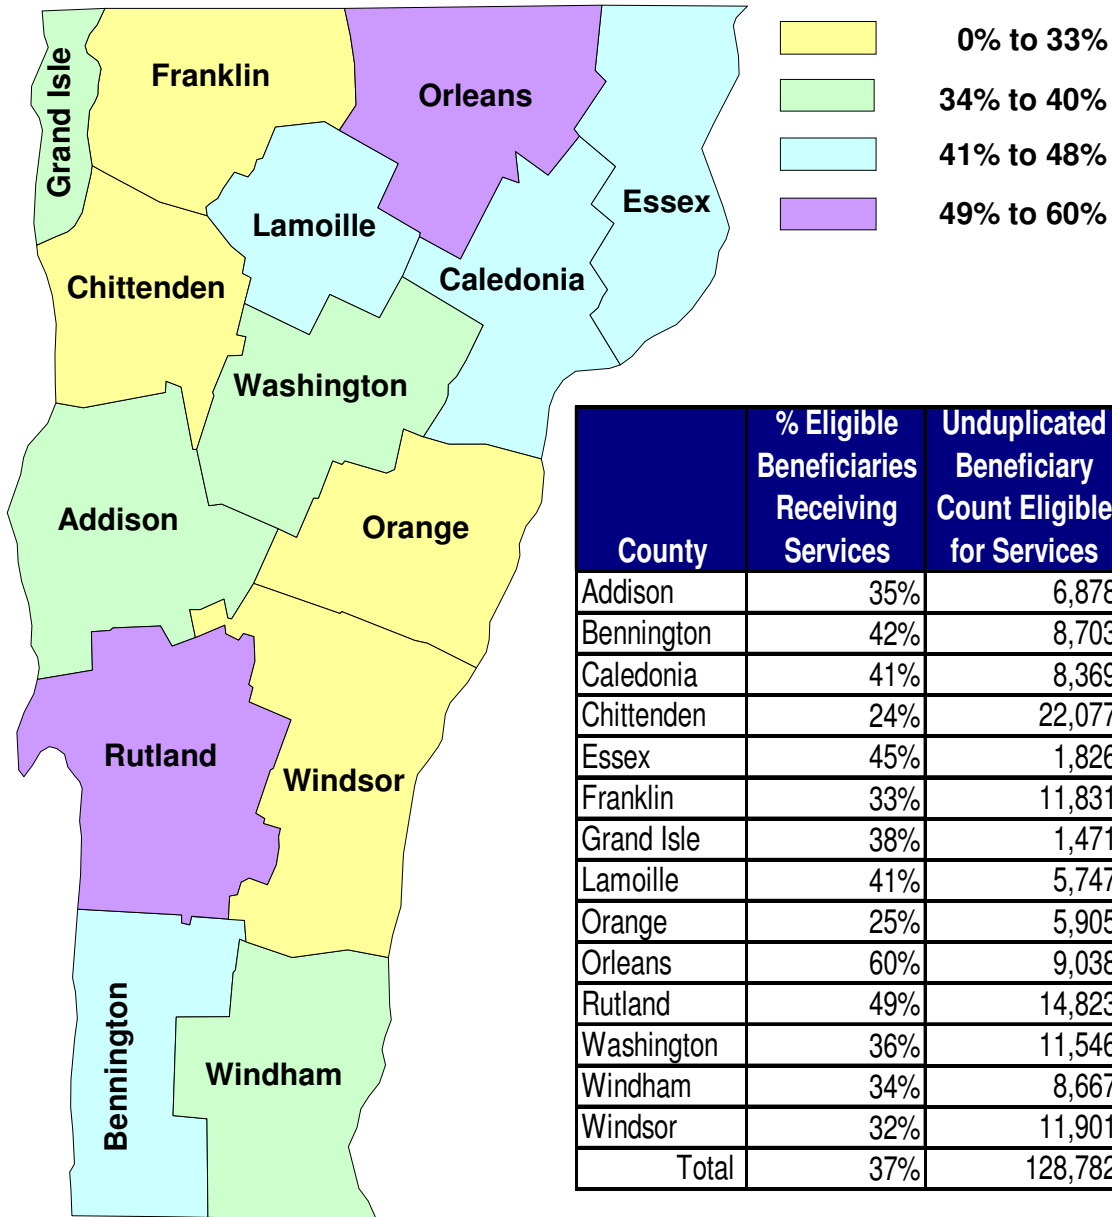 Grand Isle
Franklin
Orleans
Essex
Lamoille
Caledonia
Chittenden
Washington
Addison
Orange
Rutland
Windsor
Bennington
Windham
0% to 33%
34% to 40%
41% to 48%
49% to 60%
County % Eligible Beneficiaries Receiving Services Unduplicated Beneficiary Count Eligible for Services
Addison 35% 6,878
Bennington 42% 8,703
Caledonia 41% 8,369
Chittenden 24% 22,077
Essex 45% 1,826
Franklin 33% 11,831
Grand Isle 38% 1,471
Lamoille 41% 5,747
Orange 25% 5,905
Orleans 60% 9,038
Rutland 49% 14,823
Washington 36% 11,546
Windham 34% 8,667
Windsor 32% 11,901
Total 37% 128,782